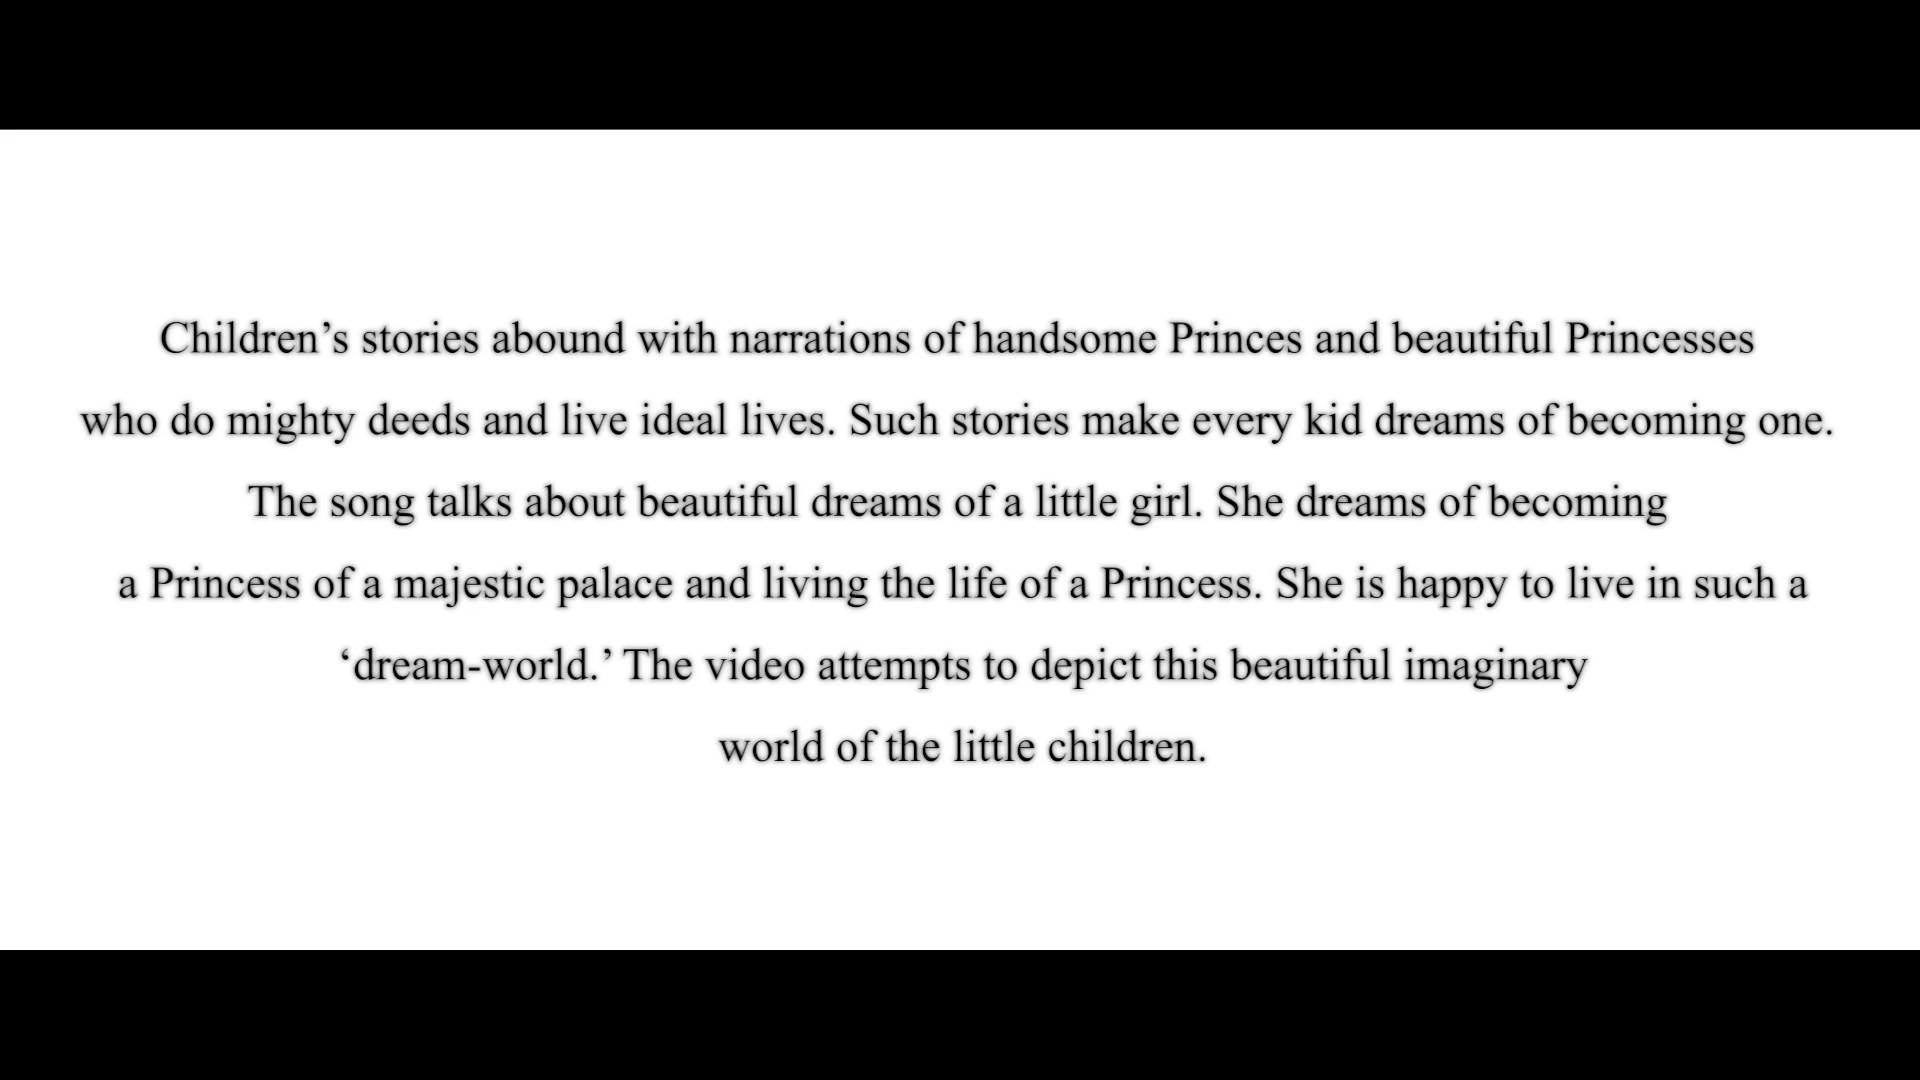 Children’s stories abound with narrations of handsome Princes and beautiful Princesses
who do mighty deeds and live ideal lives. Such stories make every kid dreams of becoming one.
The song talks about beautiful dreams of a little girl. She dreams of becoming
a Princess of a majestic palace and living the life of a Princess. She is happy to live in such a
‘dream-world.’ The video attempts to depict this beautiful imaginary
world of the little children.